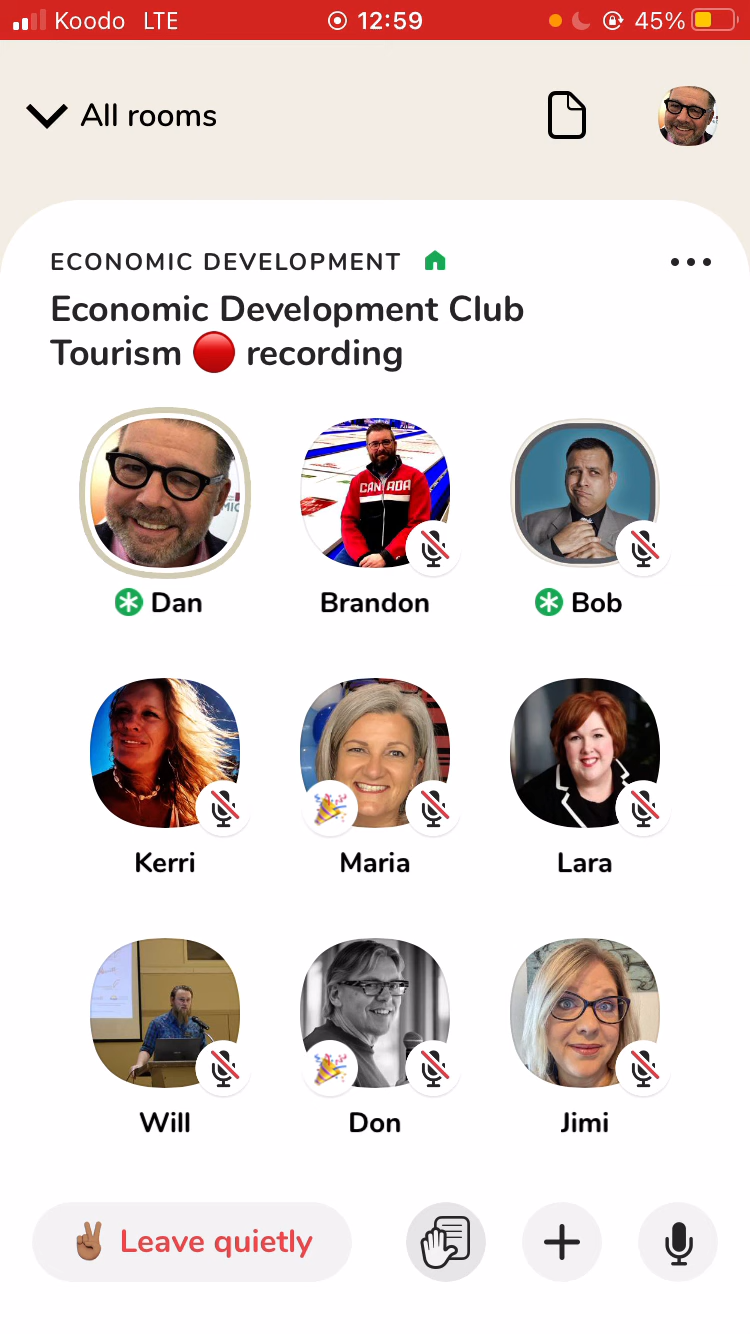 Koodo LTE 12:59 45%
All rooms
ECONOMIC DEVELOPMENT
Economic Development Club
Tourism 🔴 recording
CANADA
Dan Brandon Bob
Kerri Maria Lara
Will Don Jimi
✌🏽 Leave quietly